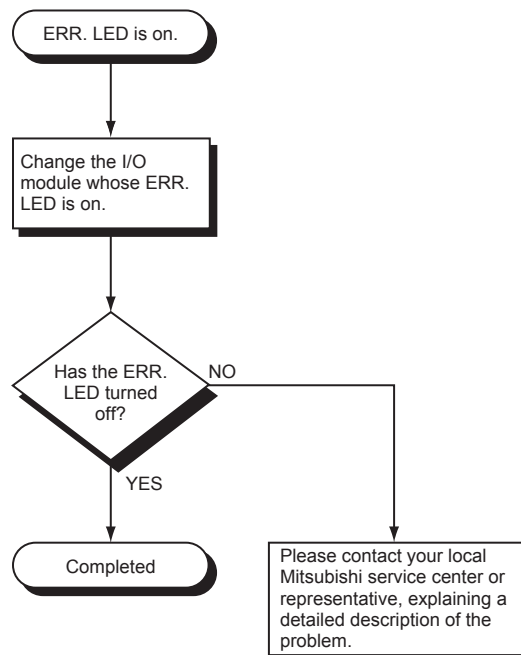 ERR. LED is on.
Change the I/O
module whose ERR.
LED is on.
Has the ERR.
LED turned
off?
NO
YES
Completed
Please contact your local
Mitsubishi service center or
representative, explaining a
detailed description of the
problem.